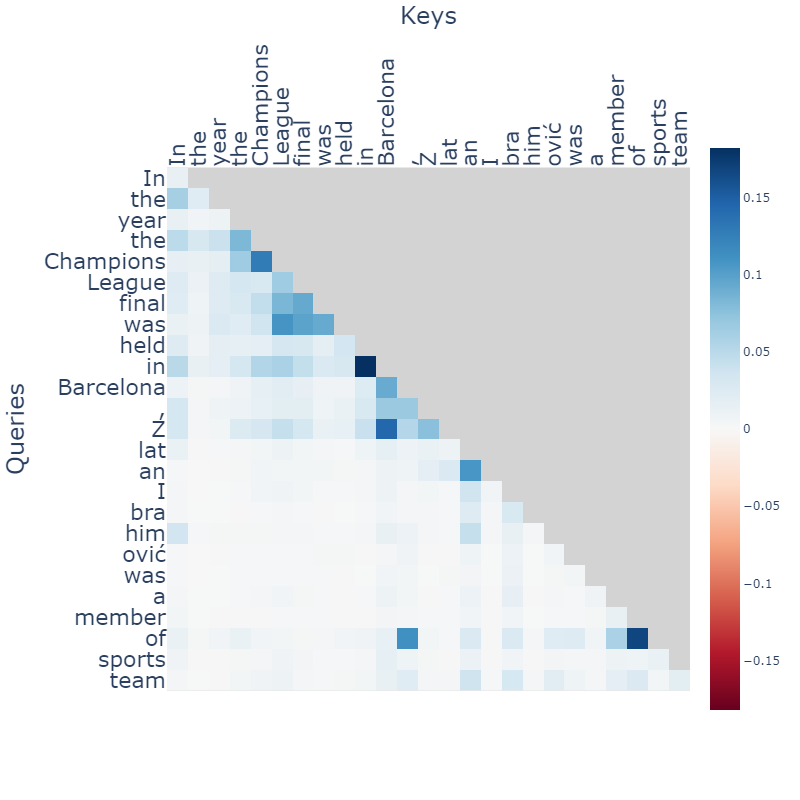 Keys
In
the
year
the
Champions
League
final
was
held
in
Barcelona
,
Z
lat
an
I
bra
him
ović
was
a
member
of
sports
team
Queries
In
the
year
the
Champions
League
final
was
held
in
Barcelona
,
Z
lat
an
I
bra
him
ović
was
a
member
of
sports
team
0.15
0.1
0.05
0
−0.05
−0.1
−0.15